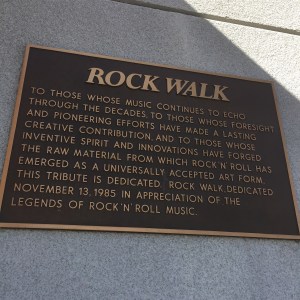 ROCK WALK
TO THOSE WHOSE MUSIC CONTINUES TO ECHO
THROUGH THE DECADES, TO THOSE WHOSE FORESIGHT
AND PIONEERING EFFORTS HAVE MADE A LASTING
CREATIVE CONTRIBUTION, AND TO THOSE WHOSE
INVENTIVE SPIRIT AND INNOVATIONS HAVE FORGED
THE RAW MATERIAL FROM WHICH ROCK'N'ROLL HAS
EMERGED AS A UNIVERSALLY ACCEPTED ART FORM.
THIS TRIBUTE IS DEDICATED. ROCK WALK, DEDICATED
NOVEMBER 13, 1985 IN APPRECIATION OF THE
LEGENDS OF ROCK'N'ROLL MUSIC.